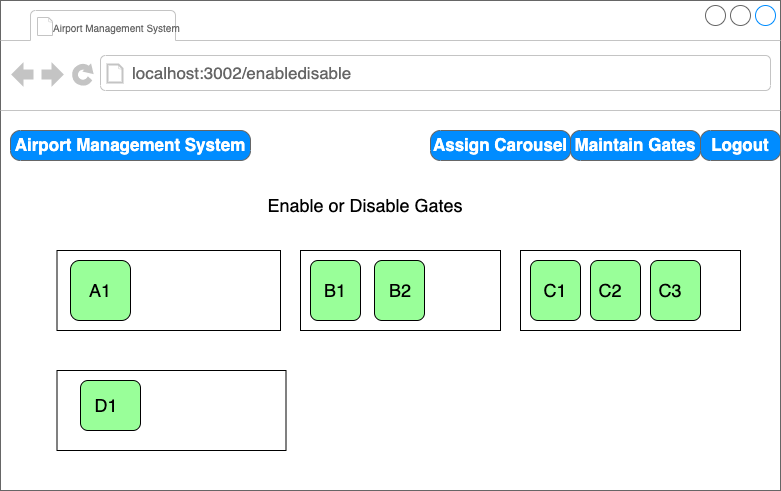 Airport Management System
localhost:3002/enabledisable
Airport Management System Assign Carousel Maintain Gates Logout
Enable or Disable Gates
A1 B1 B2 C1 C2 C3
D1